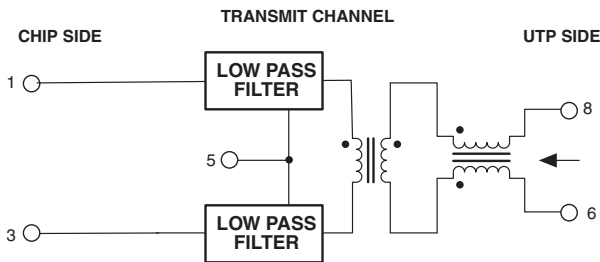 TRANSMIT CHANNEL
CHIP SIDE
UTP SIDE
1
LOW PASS
FILTER
8
5
3
LOW PASS
FILTER
6